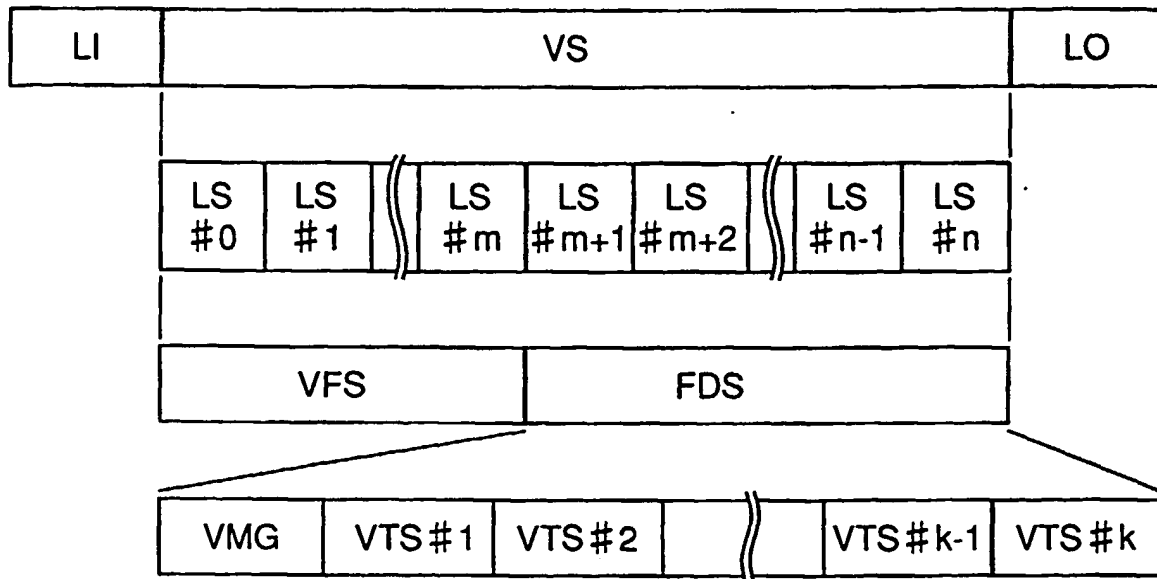 LI VS LO
LS LS LS LS LS LS LS
#0 #1 #m #m+1 #m+2 #n-1 #n
VFS FDS
VMG VTS#1 VTS#2 VTS#k-1 VTS#k